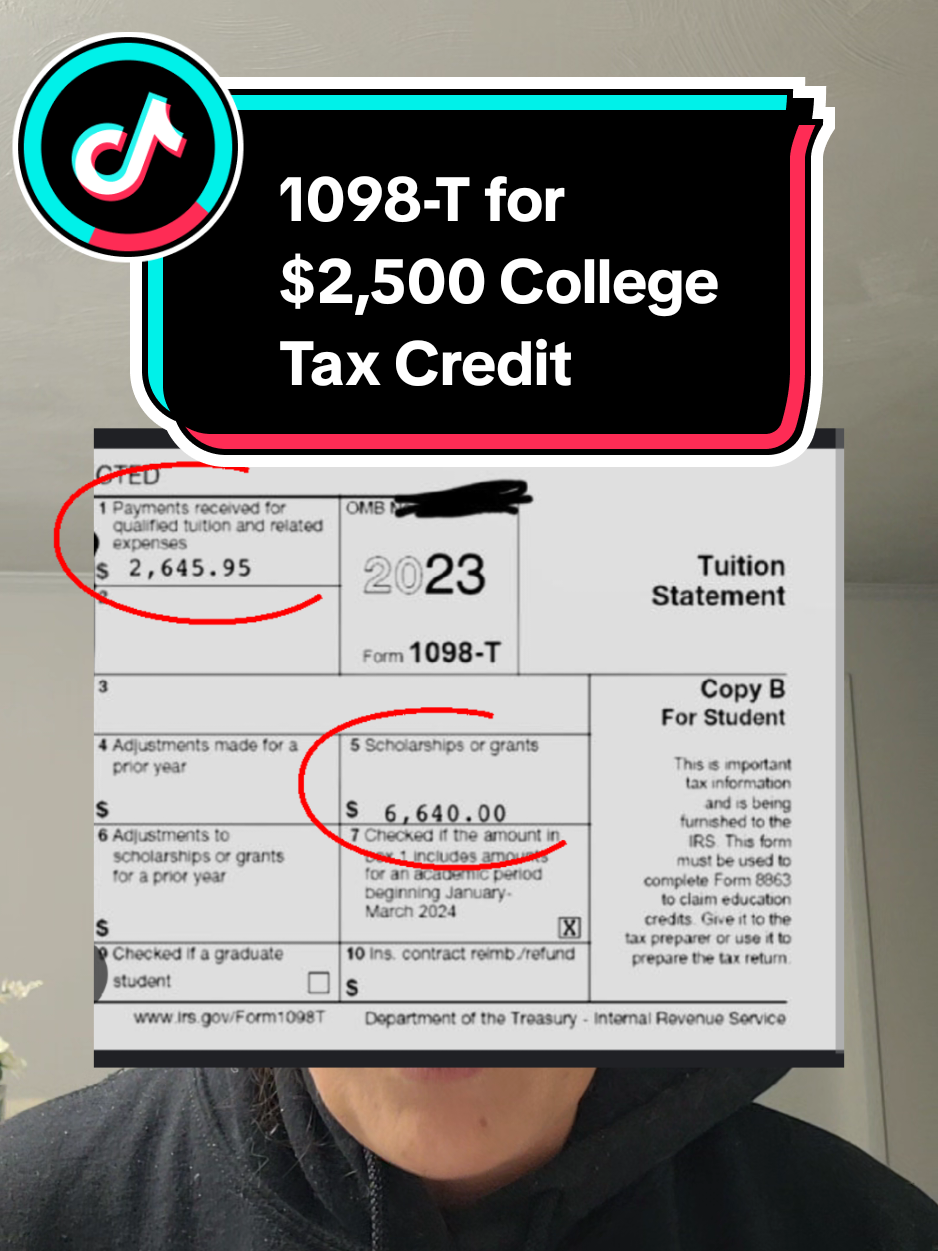 1098-T for
$2,500 College
Tax Credit
CTED
1 Payments received for
qualified tuition and related
expenses
$ 2,645.95
2
OMB
2023
Form 1098-T
Tuition
Statement
3
Copy B
For Student
This is important
tax information
and is being
furnished to the
IRS. This form
must be used to
complete Form 8863
to claim education
credits. Give it to the
tax preparer or use it to
prepare the tax return.
4 Adjustments made for a
prior year
$
5 Scholarships or grants
$ 6,640.00
6 Adjustments to
scholarships or grants
for a prior year
$
7 Checked if the amount in
box 1 includes amounts
for an academic period
beginning January-
March 2024
X
9 Checked if a graduate
student
10 Ins. contract reimb./refund
$
www.irs.gov/Form1098T
Department of the Treasury - Internal Revenue Service